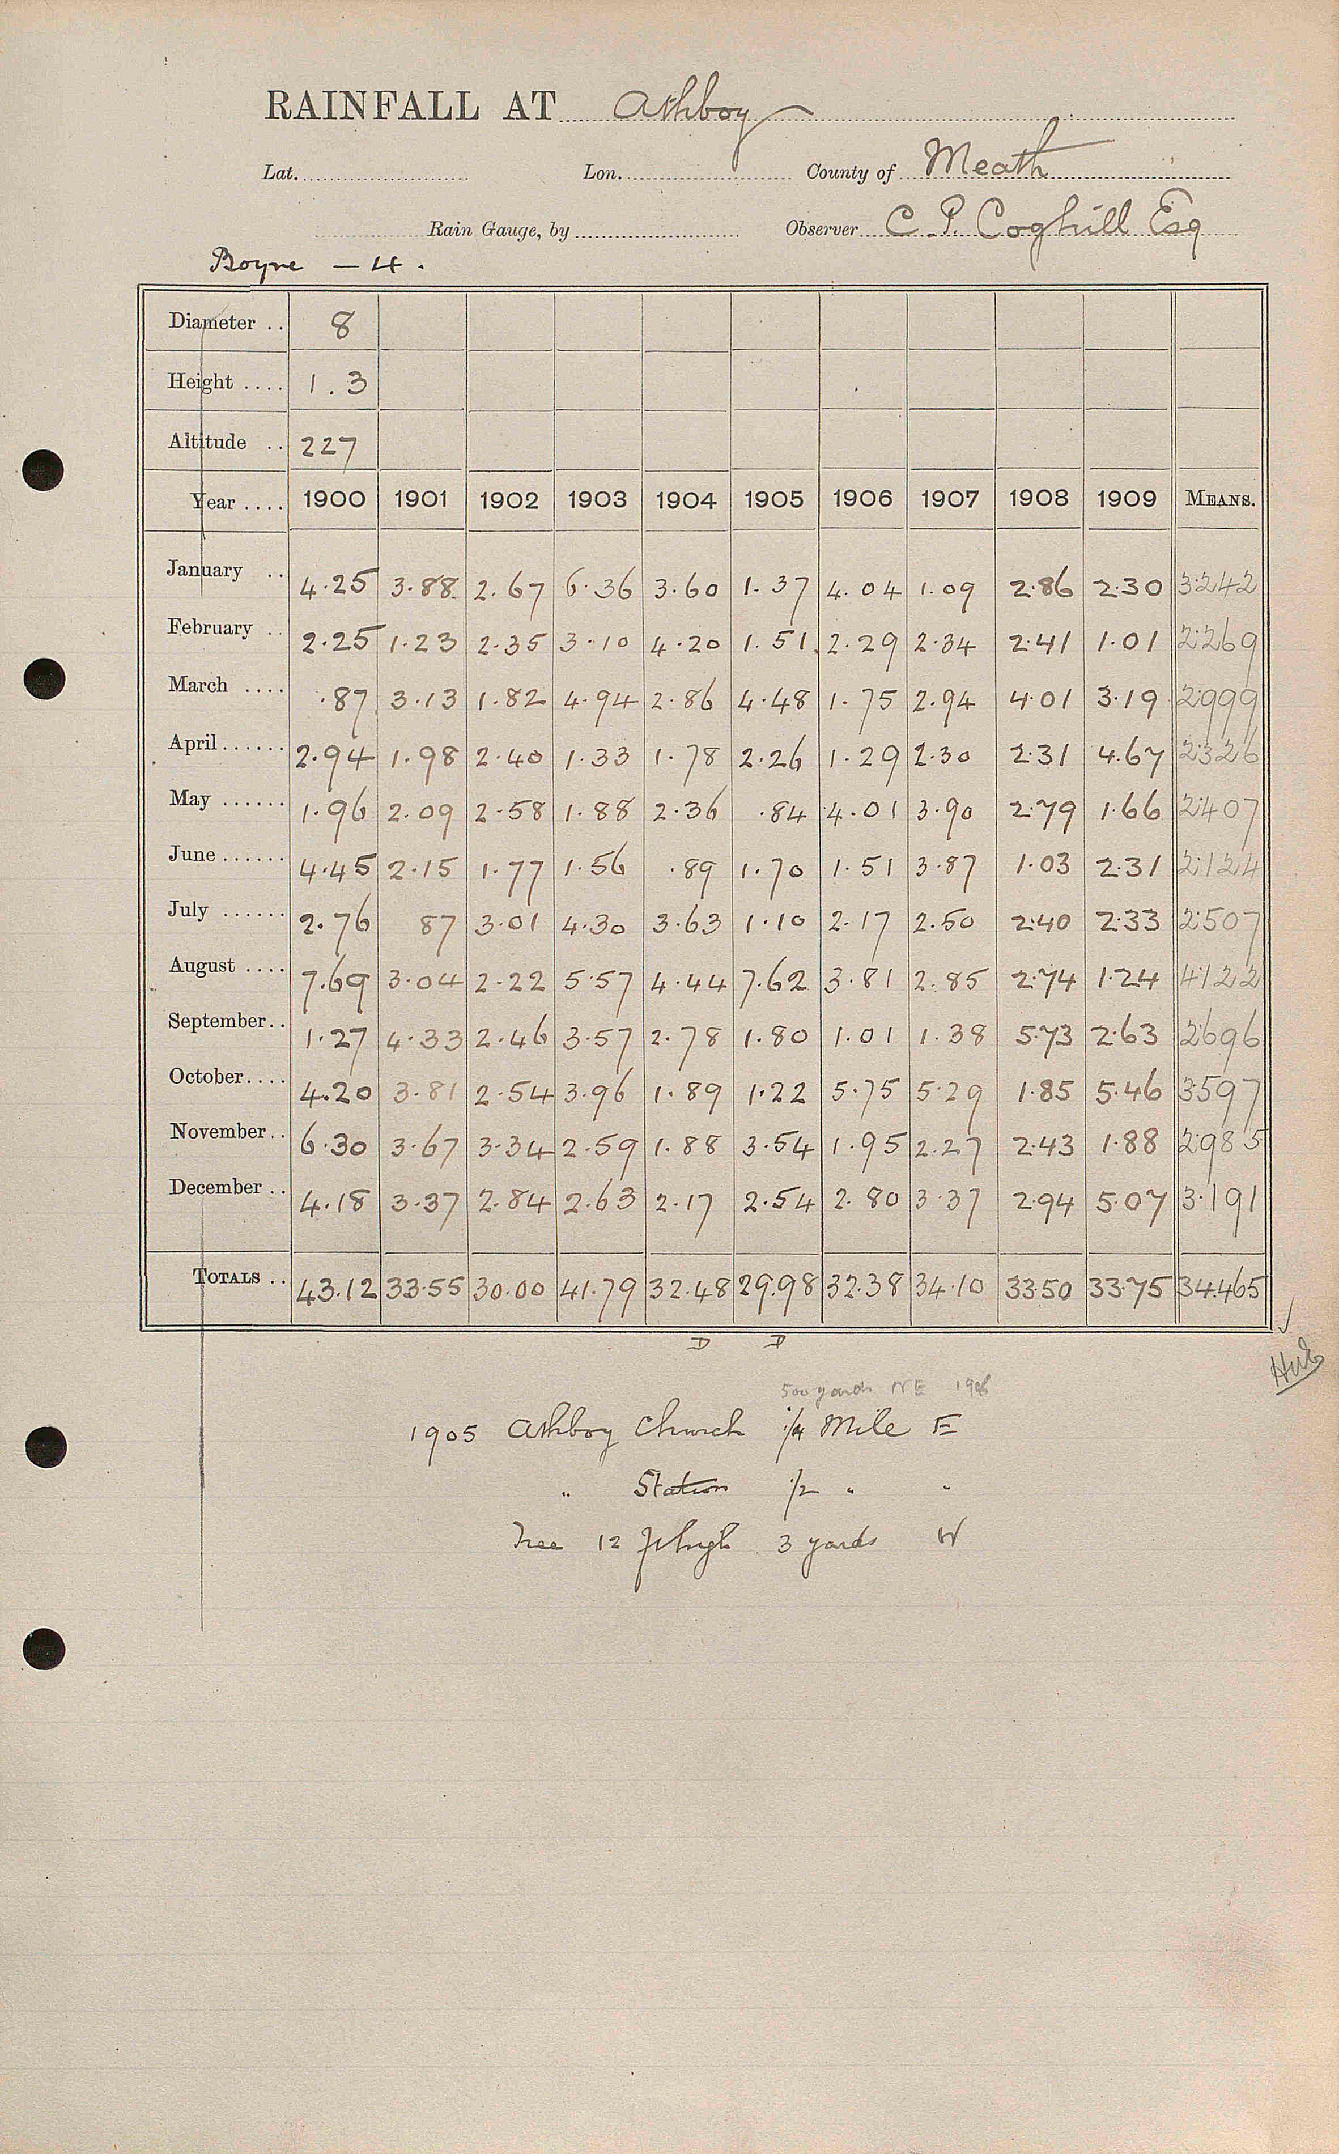 RAINFALL AT Athboy
Lat. Lon. County of Meath
Rain Gauge, by Observer C. P. Coghill Esq
Boyne - 4.
Diameter .. 8
Height .... 1.3
Altitude .. 227
Year .... 1900 1901 1902 1903 1904 1905 1906 1907 1908 1909 MEANS.
January .. 4.25 3.88 2.67 6.36 3.60 1.37 4.04 1.09 2.86 2.30 3.242
February .. 2.25 1.23 2.35 3.10 4.20 1.51 2.29 2.34 2.41 1.01 2.269
March .... .87 3.13 1.82 4.94 2.86 4.48 1.75 2.94 4.01 3.19 2.999
April...... 2.94 1.98 2.40 1.33 1.78 2.26 1.29 2.30 2.31 4.67 2.326
May ...... 1.96 2.09 2.58 1.88 2.36 .84 4.01 3.90 2.79 1.66 2.407
June ...... 4.45 2.15 1.77 1.56 .89 1.70 1.51 3.87 1.03 2.31 2.124
July ...... 2.76 87 3.01 4.30 3.63 1.10 2.17 2.50 2.40 2.33 2.507
August .... 7.69 3.04 2.22 5.57 4.44 7.62 3.81 2.85 2.74 1.24 4.122
September.. 1.27 4.33 2.46 3.57 2.78 1.80 1.01 1.38 5.73 2.63 2.696
October.... 4.20 3.81 2.54 3.96 1.89 1.22 5.75 5.29 1.85 5.46 3.597
November.. 6.30 3.67 3.34 2.59 1.88 3.54 1.95 2.27 2.43 1.88 2.985
December .. 4.18 3.37 2.84 2.63 2.17 2.54 2.80 3.37 2.94 5.07 3.191
TOTALS .. 43.12 33.55 30.00 41.79 32.48 29.98 32.38 34.10 33.50 33.75 34.465
D D
500 yards NE 1906
1905 Athboy Church 1/4 Mile E
" Station 1/2 " "
Tree 12 ft high 3 yards W